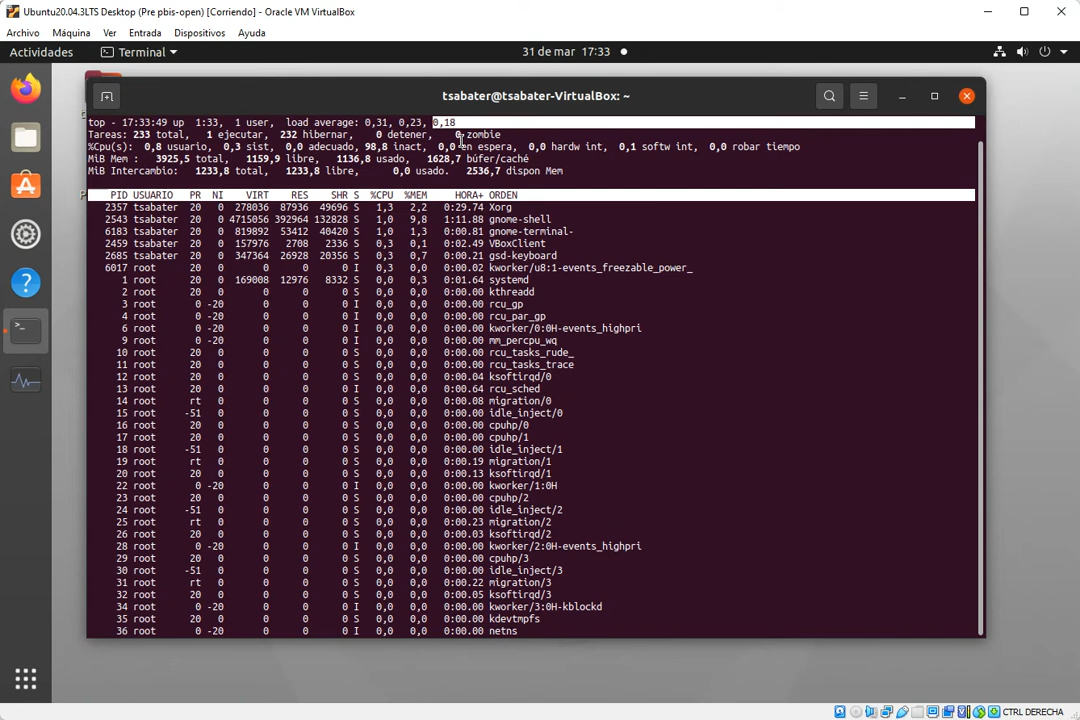 Ubuntu20.04.3LTS Desktop (Pre pbis-open) [Corriendo] - Oracle VM VirtualBox
Archivo Máquina Ver Entrada Dispositivos Ayuda
Actividades Terminal 31 de mar 17:33
tsabater@tsabater-VirtualBox: ~
top - 17:33:49 up 1:33, 1 user, load average: 0,31, 0,23, 0,18
Tareas: 233 total, 1 ejecutar, 232 hibernar, 0 detener, 0 zombie
%Cpu(s): 0,8 usuario, 0,3 sist, 0,0 adecuado, 98,8 inact, 0,0 en espera, 0,0 hardw int, 0,1 softw int, 0,0 robar tiempo
MiB Mem : 3925,5 total, 1159,9 libre, 1136,8 usado, 1628,7 búfer/caché
MiB Intercambio: 1233,8 total, 1233,8 libre, 0,0 usado. 2536,7 dispon Mem
PID USUARIO PR NI VIRT RES SHR S %CPU %MEM HORA+ ORDEN
2357 tsabater 20 0 278036 87936 49696 S 1,3 2,2 0:29.74 Xorg
2543 tsabater 20 0 4715056 392964 132828 S 1,0 9,8 1:11.88 gnome-shell
6183 tsabater 20 0 819892 53412 40420 S 1,0 1,3 0:00.81 gnome-terminal-
2459 tsabater 20 0 157976 2708 2336 S 0,3 0,1 0:02.49 VBoxClient
2685 tsabater 20 0 347364 26928 20356 S 0,3 0,7 0:00.21 gsd-keyboard
6017 root 20 0 0 0 0 I 0,3 0,0 0:00.02 kworker/u8:1-events_freezable_power_
1 root 20 0 169008 12976 8332 S 0,0 0,3 0:01.64 systemd
2 root 20 0 0 0 0 S 0,0 0,0 0:00.00 kthreadd
3 root 0 -20 0 0 0 I 0,0 0,0 0:00.00 rcu_gp
4 root 0 -20 0 0 0 I 0,0 0,0 0:00.00 rcu_par_gp
6 root 0 -20 0 0 0 I 0,0 0,0 0:00.00 kworker/0:0H-events_highpri
9 root 0 -20 0 0 0 I 0,0 0,0 0:00.00 mm_percpu_wq
10 root 20 0 0 0 0 S 0,0 0,0 0:00.00 rcu_tasks_rude_
11 root 20 0 0 0 0 S 0,0 0,0 0:00.00 rcu_tasks_trace
12 root 20 0 0 0 0 S 0,0 0,0 0:00.04 ksoftirqd/0
13 root 20 0 0 0 0 I 0,0 0,0 0:00.64 rcu_sched
14 root rt 0 0 0 0 S 0,0 0,0 0:00.08 migration/0
15 root -51 0 0 0 0 S 0,0 0,0 0:00.00 idle_inject/0
16 root 20 0 0 0 0 S 0,0 0,0 0:00.00 cpuhp/0
17 root 20 0 0 0 0 S 0,0 0,0 0:00.00 cpuhp/1
18 root -51 0 0 0 0 S 0,0 0,0 0:00.00 idle_inject/1
19 root rt 0 0 0 0 S 0,0 0,0 0:00.19 migration/1
20 root 20 0 0 0 0 S 0,0 0,0 0:00.13 ksoftirqd/1
22 root 0 -20 0 0 0 I 0,0 0,0 0:00.00 kworker/1:0H
23 root 20 0 0 0 0 S 0,0 0,0 0:00.00 cpuhp/2
24 root -51 0 0 0 0 S 0,0 0,0 0:00.00 idle_inject/2
25 root rt 0 0 0 0 S 0,0 0,0 0:00.23 migration/2
26 root 20 0 0 0 0 S 0,0 0,0 0:00.03 ksoftirqd/2
28 root 0 -20 0 0 0 I 0,0 0,0 0:00.00 kworker/2:0H-events_highpri
29 root 20 0 0 0 0 S 0,0 0,0 0:00.00 cpuhp/3
30 root -51 0 0 0 0 S 0,0 0,0 0:00.00 idle_inject/3
31 root rt 0 0 0 0 S 0,0 0,0 0:00.22 migration/3
32 root 20 0 0 0 0 S 0,0 0,0 0:00.05 ksoftirqd/3
34 root 0 -20 0 0 0 I 0,0 0,0 0:00.00 kworker/3:0H-kblockd
35 root 20 0 0 0 0 S 0,0 0,0 0:00.00 kdevtmpfs
36 root 0 -20 0 0 0 I 0,0 0,0 0:00.00 netns
CTRL DERECHA